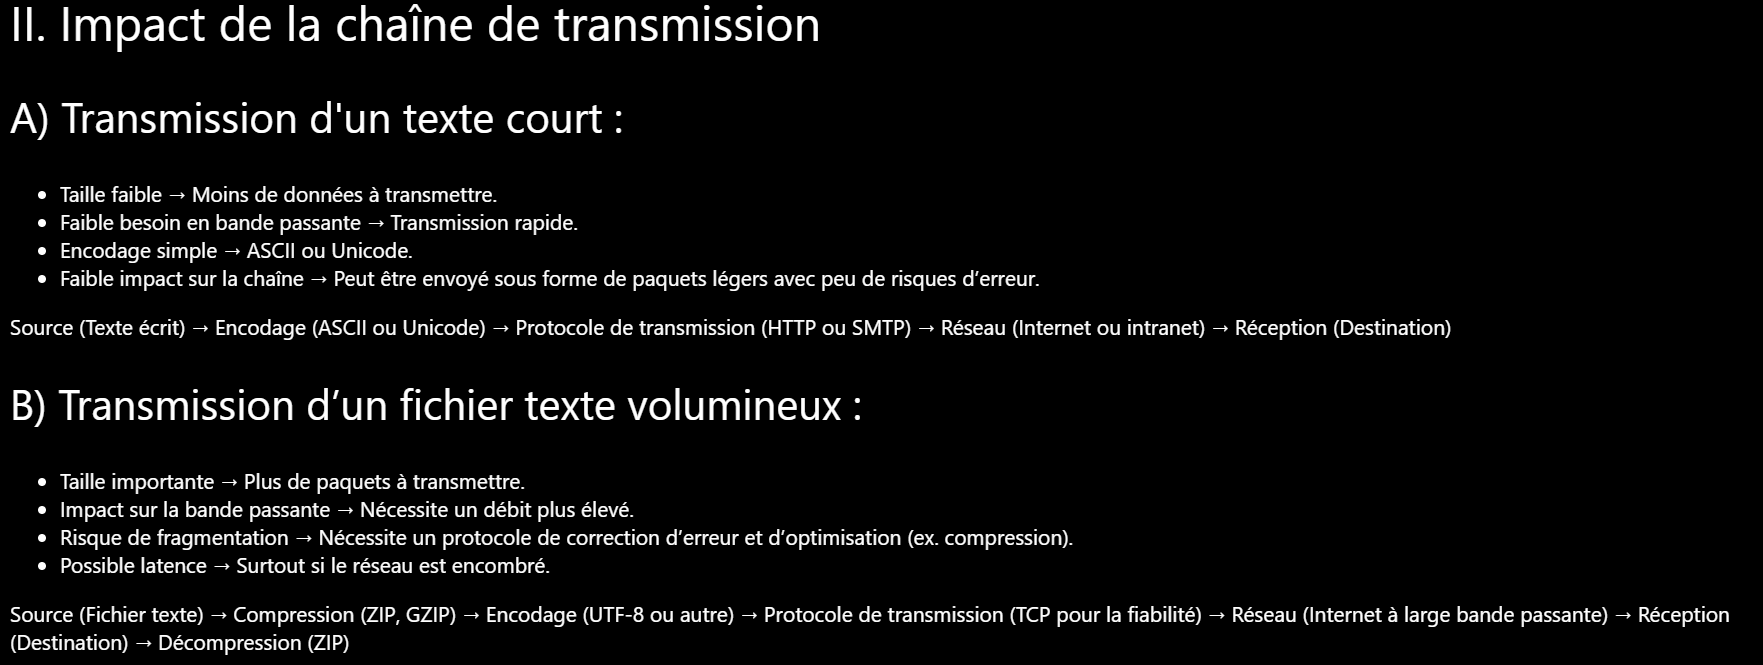 II. Impact de la chaîne de transmission
A) Transmission d'un texte court :
• Taille faible → Moins de données à transmettre.
• Faible besoin en bande passante → Transmission rapide.
• Encodage simple → ASCII ou Unicode.
• Faible impact sur la chaîne → Peut être envoyé sous forme de paquets légers avec peu de risques d’erreur.
Source (Texte écrit) → Encodage (ASCII ou Unicode) → Protocole de transmission (HTTP ou SMTP) → Réseau (Internet ou intranet) → Réception (Destination)
B) Transmission d’un fichier texte volumineux :
• Taille importante → Plus de paquets à transmettre.
• Impact sur la bande passante → Nécessite un débit plus élevé.
• Risque de fragmentation → Nécessite un protocole de correction d’erreur et d’optimisation (ex. compression).
• Possible latence → Surtout si le réseau est encombré.
Source (Fichier texte) → Compression (ZIP, GZIP) → Encodage (UTF-8 ou autre) → Protocole de transmission (TCP pour la fiabilité) → Réseau (Internet à large bande passante) → Réception
(Destination) → Décompression (ZIP)